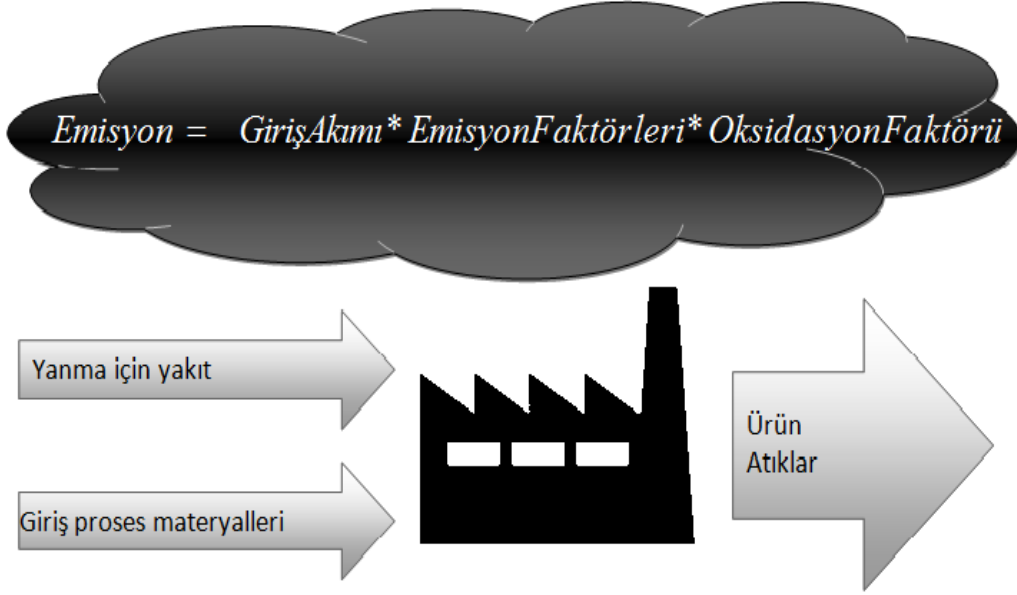 Emisyon = GirişAkımı* EmisyonFaktörleri* OksidasyonFaktörü
Yanma için yakıt
Giriş proses materyalleri
Ürün
Atıklar